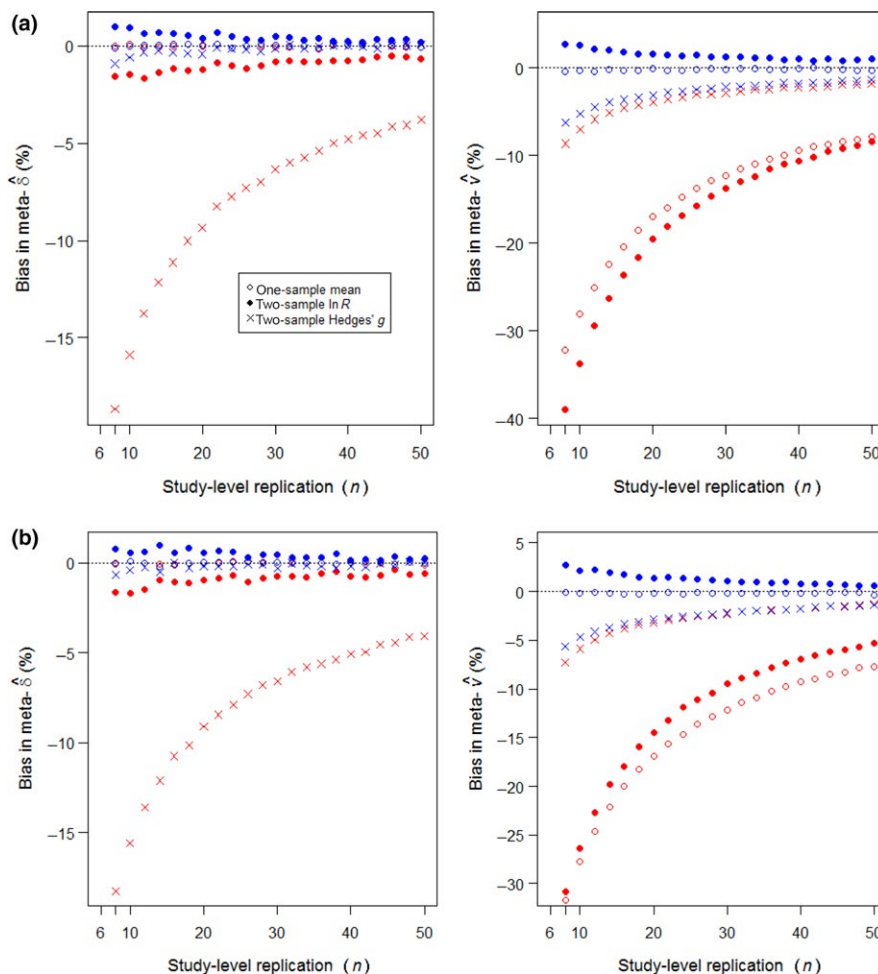 (a)
Bias in meta- δ̂ (%)
0
−5
−10
−15
One-sample mean
Two-sample ln R
Two-sample Hedges' g
6 10 20 30 40 50
Study-level replication (n)
Bias in meta- v̂ (%)
0
−10
−20
−30
−40
6 10 20 30 40 50
Study-level replication (n)
(b)
Bias in meta- δ̂ (%)
0
−5
−10
−15
6 10 20 30 40 50
Study-level replication (n)
Bias in meta- v̂ (%)
5
0
−5
−10
−15
−20
−25
−30
6 10 20 30 40 50
Study-level replication (n)